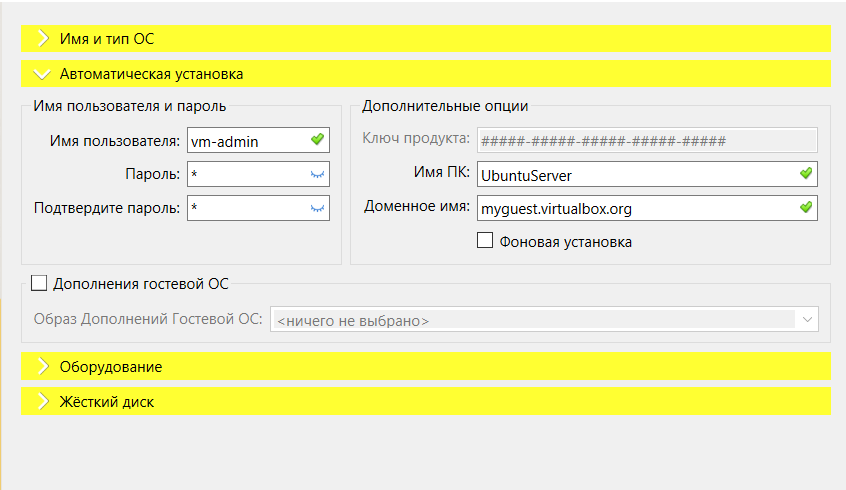 Имя и тип ОС
Автоматическая установка
Имя пользователя и пароль
Имя пользователя: vm-admin
Пароль: *
Подтвердите пароль: *
Дополнительные опции
Ключ продукта: #####-#####-#####-#####-#####
Имя ПК: UbuntuServer
Доменное имя: myguest.virtualbox.org
Фоновая установка
Дополнения гостевой ОС
Образ Дополнений Гостевой ОС: <ничего не выбрано>
Оборудование
Жёсткий диск